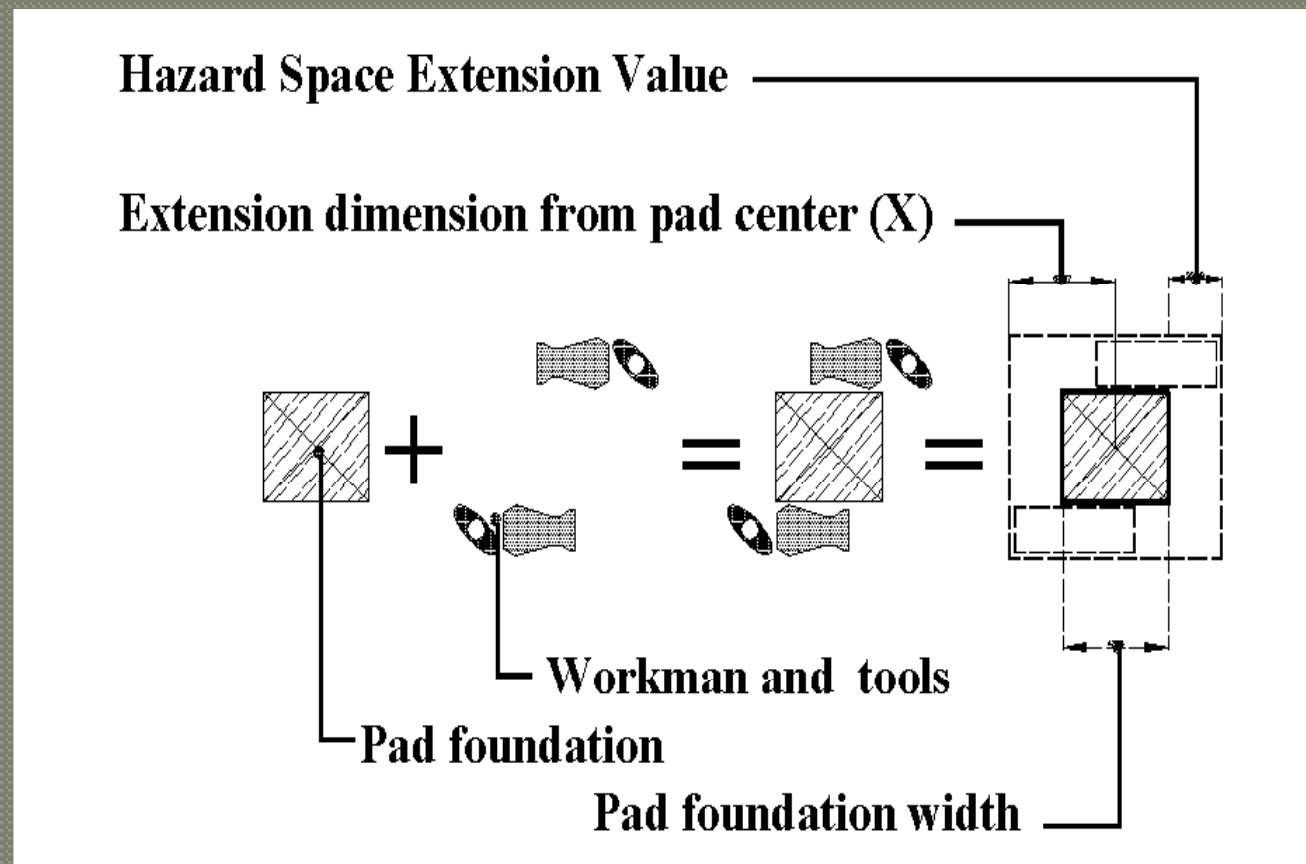 Hazard Space Extension Value
Extension dimension from pad center (X)
+
=
=
Workman and tools
Pad foundation
Pad foundation width